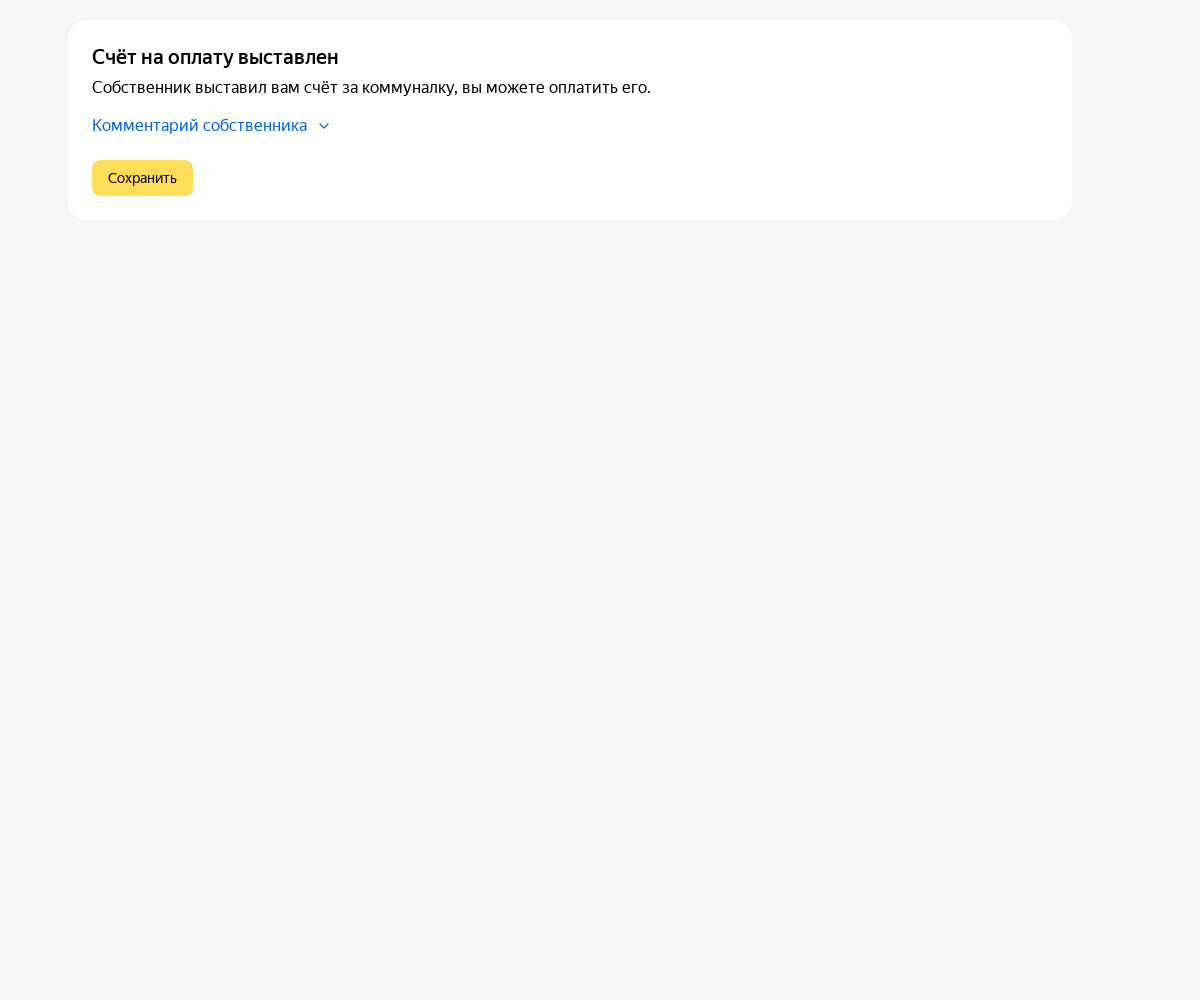 Счёт на оплату выставлен
Собственник выставил вам счёт за коммуналку, вы можете оплатить его.
Комментарий собственника
Сохранить